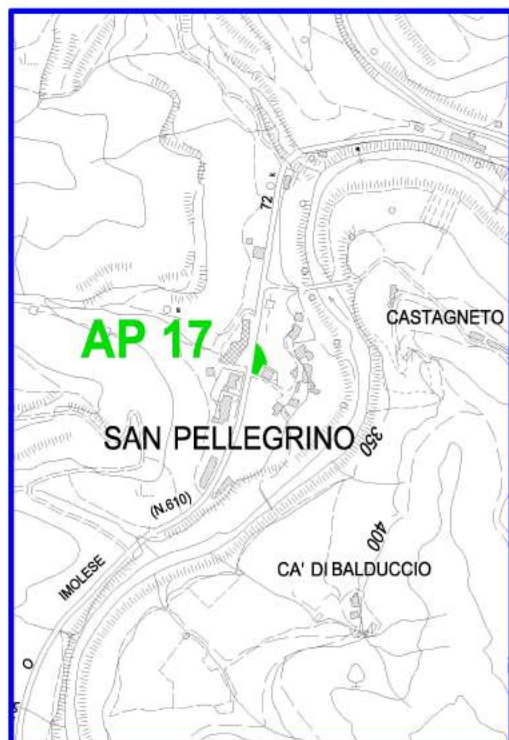 72
k
CASTAGNETO
AP 17
SAN PELLEGRINO
350
(N.610)
400
IMOLESE
CA' DI BALDUCCIO
O